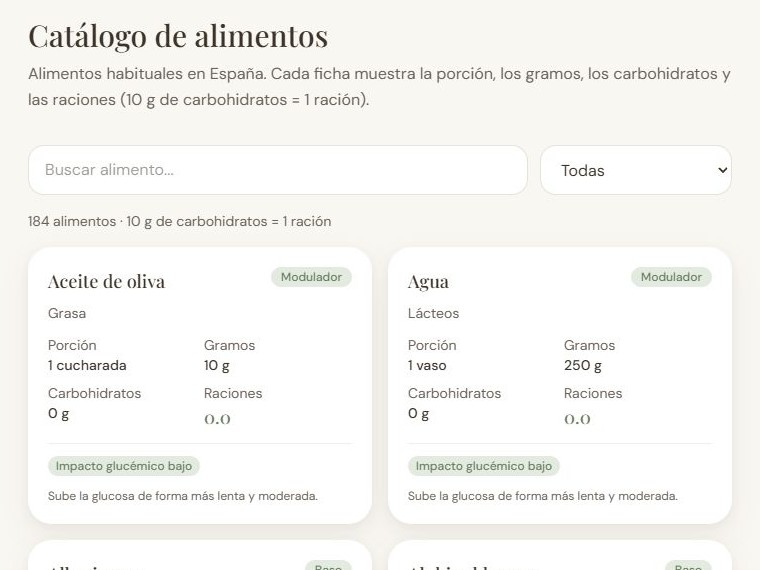 Catálogo de alimentos
Alimentos habituales en España. Cada ficha muestra la porción, los gramos, los carbohidratos y
las raciones (10 g de carbohidratos = 1 ración).
Buscar alimento...
Todas
184 alimentos · 10 g de carbohidratos = 1 ración
Aceite de oliva
Modulador
Grasa
Porción
Gramos
1 cucharada
10 g
Carbohidratos
Raciones
0 g
0.0
Impacto glucémico bajo
Sube la glucosa de forma más lenta y moderada.
Agua
Modulador
Lácteos
Porción
Gramos
1 vaso
250 g
Carbohidratos
Raciones
0 g
0.0
Impacto glucémico bajo
Sube la glucosa de forma más lenta y moderada.